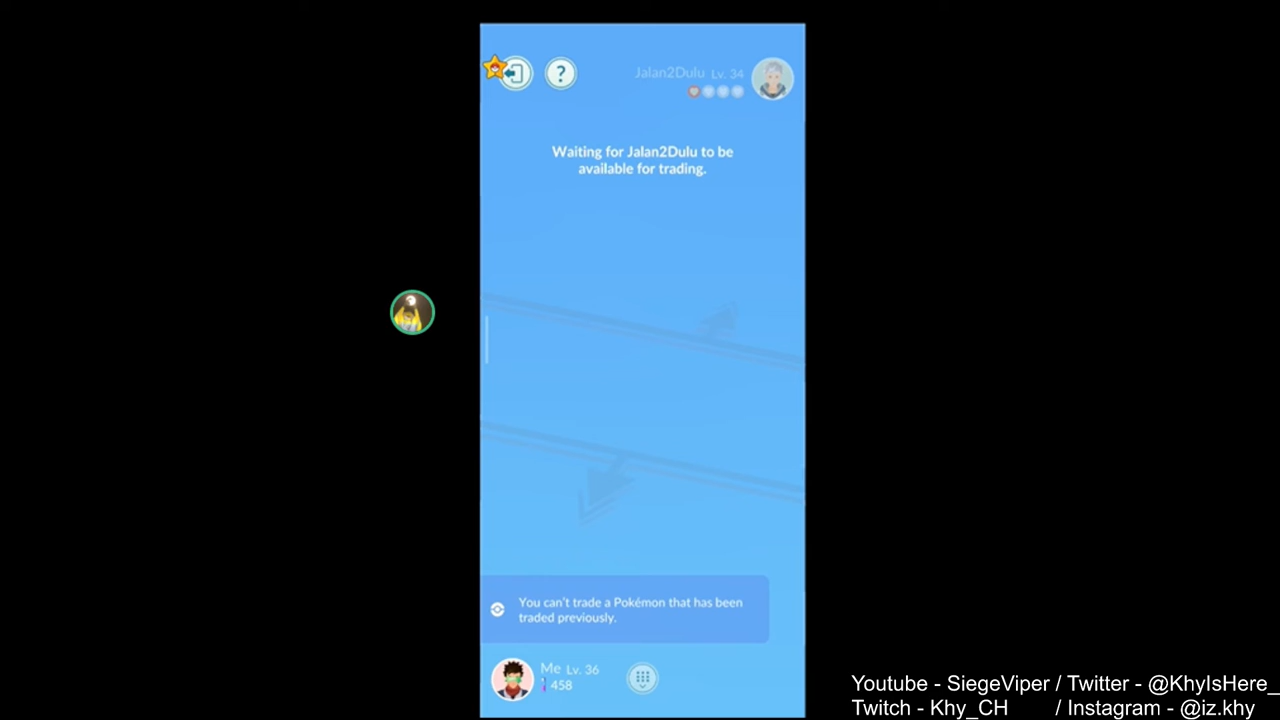 ?
Jalan2Dulu Lv. 34
Waiting for Jalan2Dulu to be
available for trading.
You can't trade a Pokémon that has been
traded previously.
Me Lv. 36
458
Youtube - SiegeViper / Twitter - @KhyIsHere_
Twitch - Khy_CH / Instagram - @iz.khy